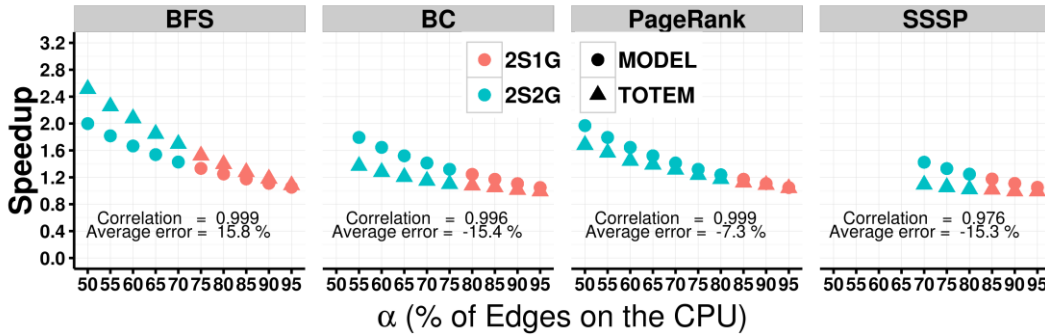 BFS BC PageRank SSSP
Speedup
3.2
2.8
2.4
2.0
1.6
1.2
0.8
0.4
0.0
2S1G MODEL
2S2G TOTEM
Correlation = 0.999
Average error = 15.8 %
Correlation = 0.996
Average error = -15.4 %
Correlation = 0.999
Average error = -7.3 %
Correlation = 0.976
Average error = -15.3 %
50 55 60 65 70 75 80 85 90 95 50 55 60 65 70 75 80 85 90 95 50 55 60 65 70 75 80 85 90 95 50 55 60 65 70 75 80 85 90 95
α (% of Edges on the CPU)